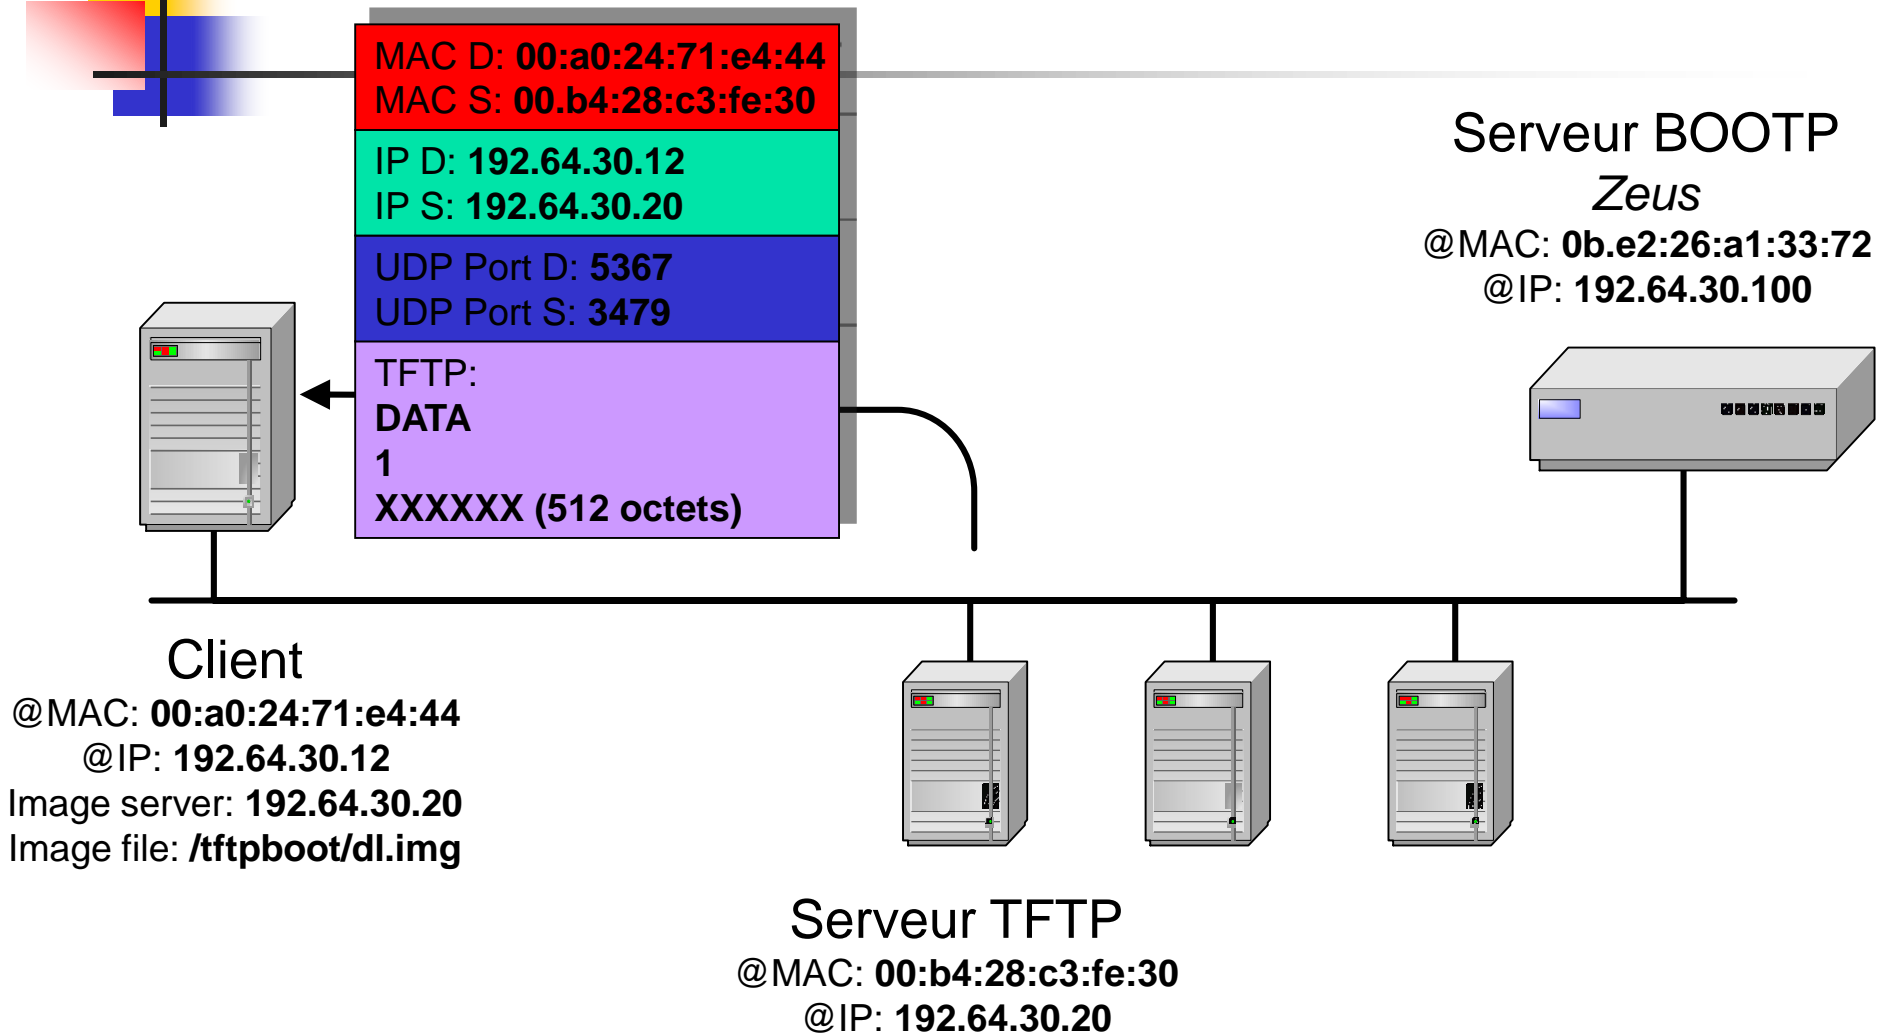 MAC D: 00:a0:24:71:e4:44
MAC S: 00.b4:28:c3:fe:30
IP D: 192.64.30.12
IP S: 192.64.30.20
UDP Port D: 5367
UDP Port S: 3479
TFTP:
DATA
1
XXXXXX (512 octets)
Serveur BOOTP
Zeus
@MAC: 0b.e2:26:a1:33:72
@IP: 192.64.30.100
Client
@MAC: 00:a0:24:71:e4:44
@IP: 192.64.30.12
Image server: 192.64.30.20
Image file: /tftpboot/dl.img
Serveur TFTP
@MAC: 00:b4:28:c3:fe:30
@IP: 192.64.30.20